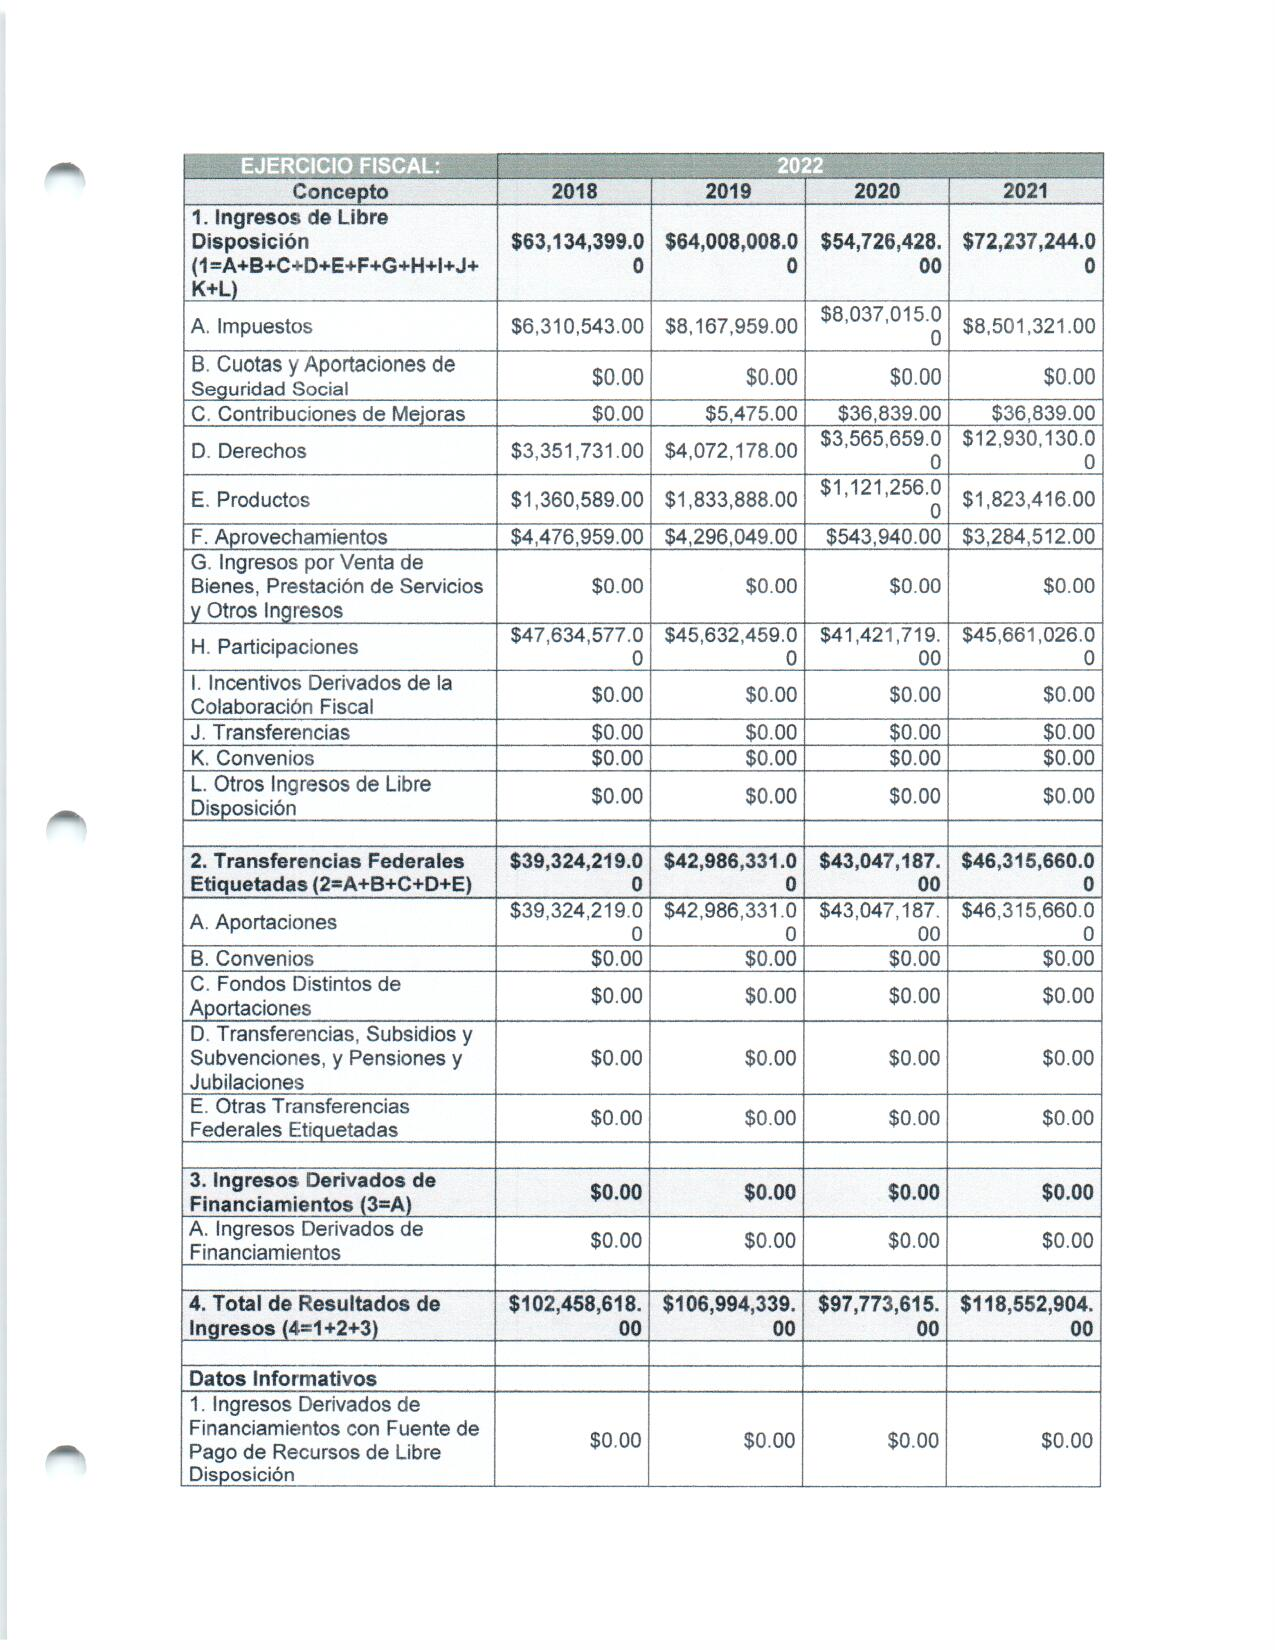 EJERCICIO FISCAL: 2022
Concepto 2018 2019 2020 2021
1. Ingresos de Libre
Disposición
(1=A+B+C+D+E+F+G+H+I+J+
K+L)
$63,134,399.0 $64,008,008.0 $54,726,428. $72,237,244.0
0 0 00 0
A. Impuestos $6,310,543.00 $8,167,959.00 $8,037,015.0 $8,501,321.00
0
B. Cuotas y Aportaciones de
Seguridad Social
$0.00 $0.00 $0.00 $0.00
C. Contribuciones de Mejoras $0.00 $5,475.00 $36,839.00 $36,839.00
D. Derechos $3,351,731.00 $4,072,178.00 $3,565,659.0 $12,930,130.0
0 0
E. Productos $1,360,589.00 $1,833,888.00 $1,121,256.0 $1,823,416.00
0
F. Aprovechamientos $4,476,959.00 $4,296,049.00 $543,940.00 $3,284,512.00
G. Ingresos por Venta de
Bienes, Prestación de Servicios
y Otros Ingresos
$0.00 $0.00 $0.00 $0.00
H. Participaciones $47,634,577.0 $45,632,459.0 $41,421,719. $45,661,026.0
0 0 00 0
I. Incentivos Derivados de la
Colaboración Fiscal
$0.00 $0.00 $0.00 $0.00
J. Transferencias $0.00 $0.00 $0.00 $0.00
K. Convenios $0.00 $0.00 $0.00 $0.00
L. Otros Ingresos de Libre
Disposición
$0.00 $0.00 $0.00 $0.00
2. Transferencias Federales $39,324,219.0 $42,986,331.0 $43,047,187. $46,315,660.0
Etiquetadas (2=A+B+C+D+E) 0 0 00 0
A. Aportaciones $39,324,219.0 $42,986,331.0 $43,047,187. $46,315,660.0
0 0 00 0
B. Convenios $0.00 $0.00 $0.00 $0.00
C. Fondos Distintos de
Aportaciones
$0.00 $0.00 $0.00 $0.00
D. Transferencias, Subsidios y
Subvenciones, y Pensiones y
Jubilaciones
$0.00 $0.00 $0.00 $0.00
E. Otras Transferencias
Federales Etiquetadas
$0.00 $0.00 $0.00 $0.00
3. Ingresos Derivados de
Financiamientos (3=A)
$0.00 $0.00 $0.00 $0.00
A. Ingresos Derivados de
Financiamientos
$0.00 $0.00 $0.00 $0.00
4. Total de Resultados de $102,458,618. $106,994,339. $97,773,615. $118,552,904.
Ingresos (4=1+2+3) 00 00 00 00
Datos Informativos
1. Ingresos Derivados de
Financiamientos con Fuente de
Pago de Recursos de Libre
Disposición
$0.00 $0.00 $0.00 $0.00